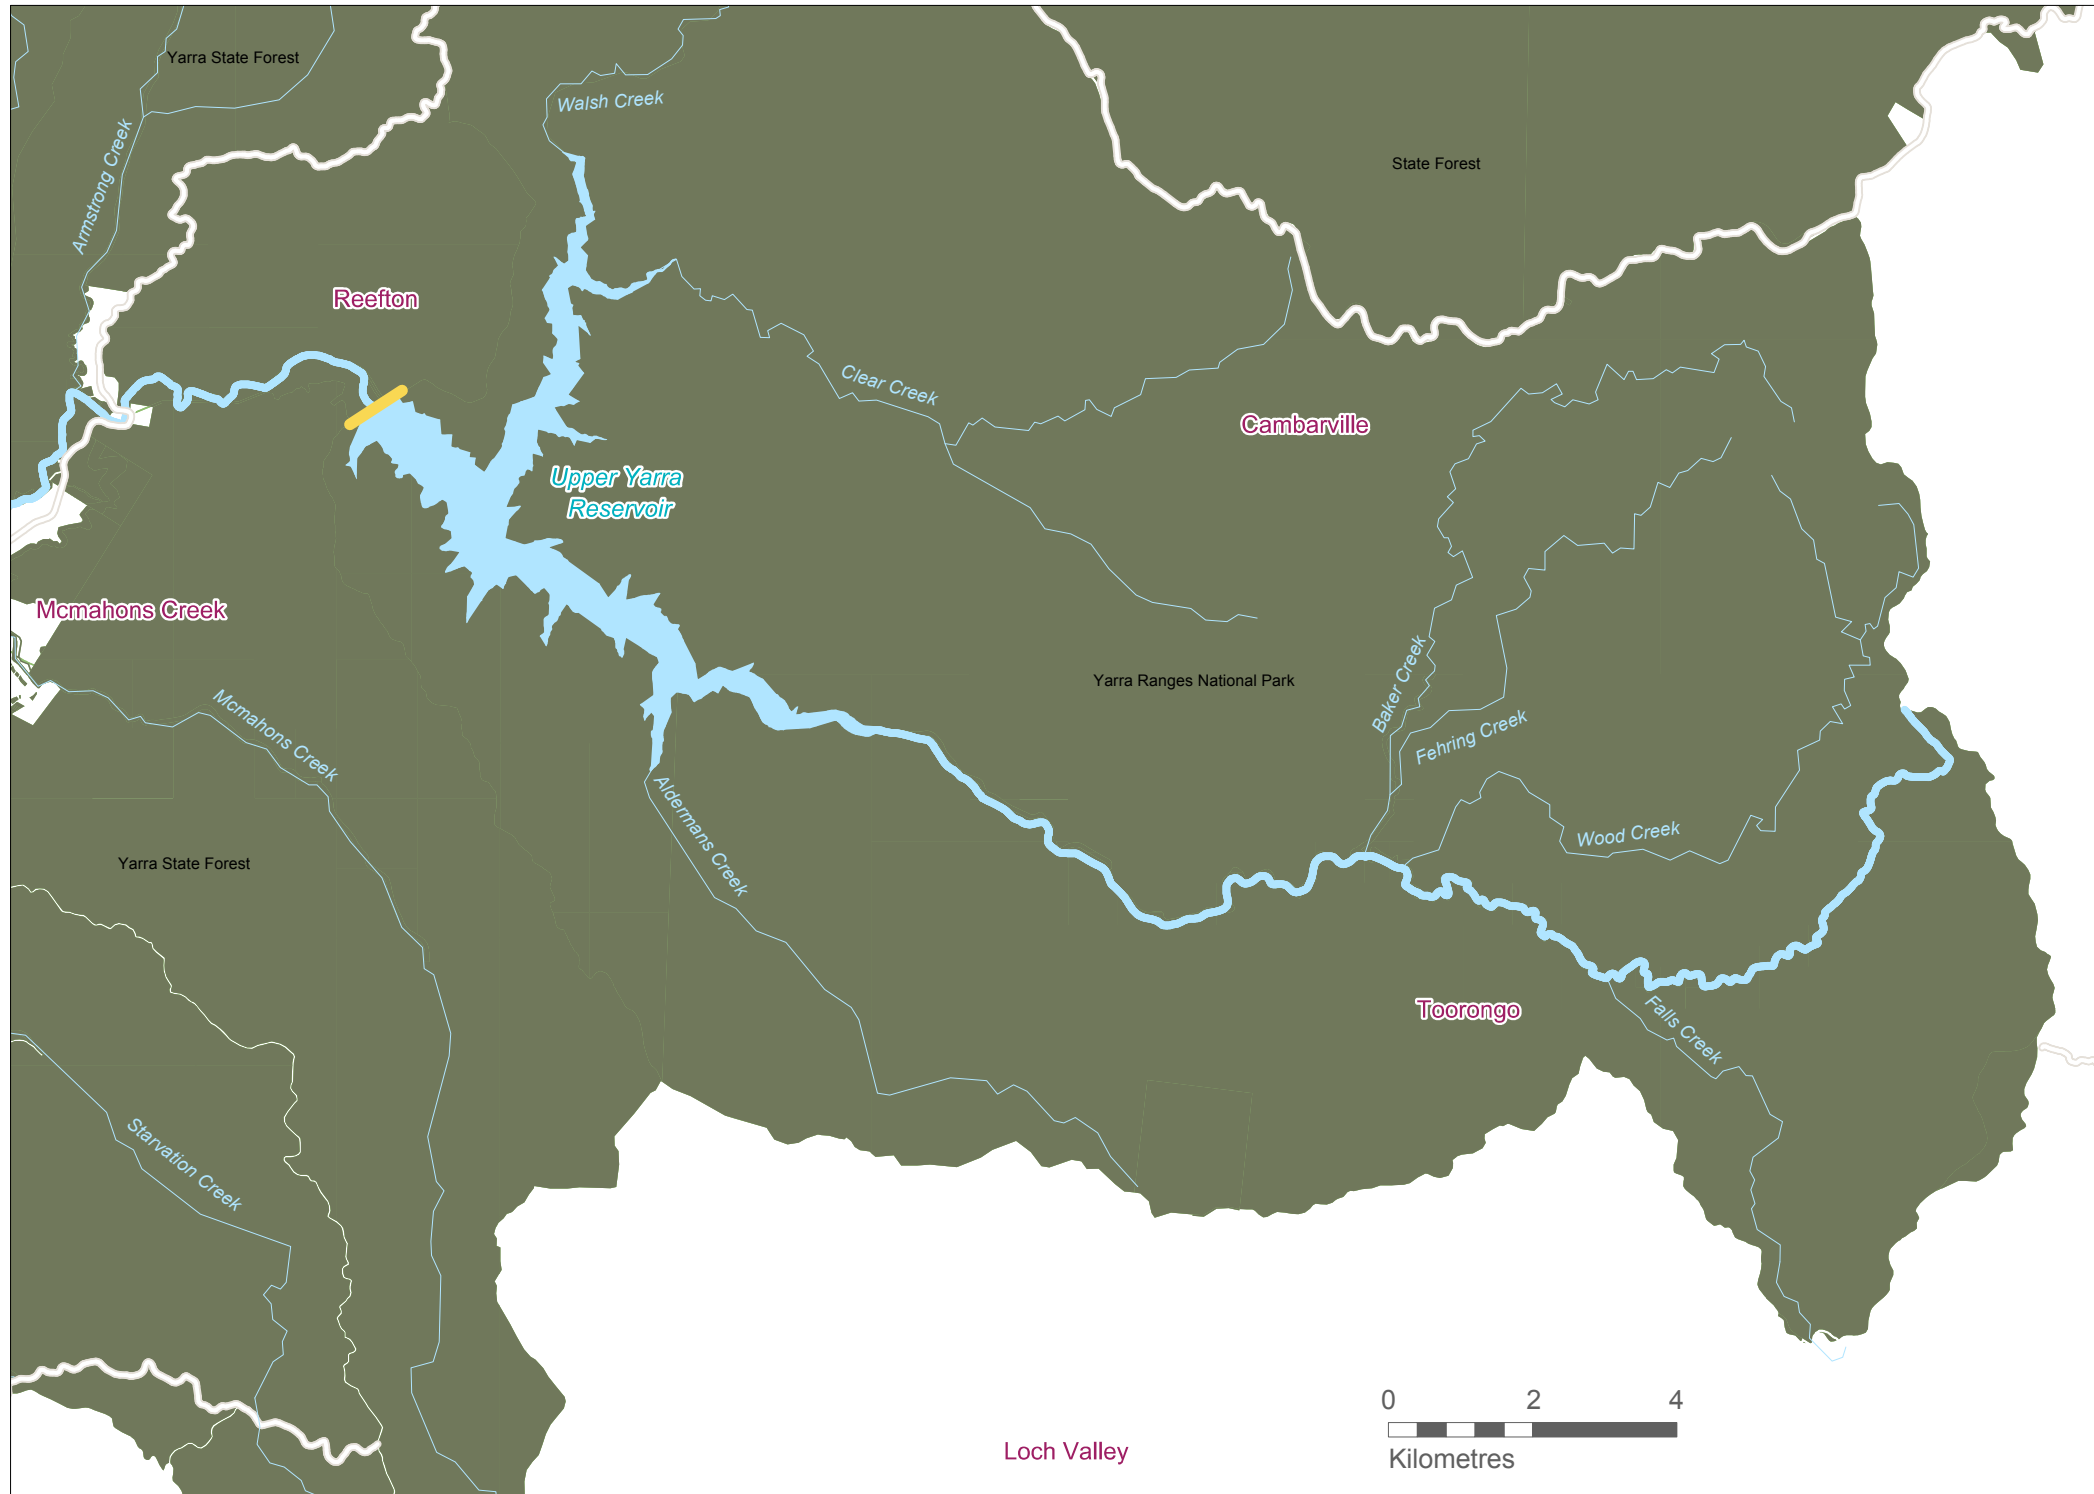 Yarra State Forest
Walsh Creek
Armstrong Creek
State Forest
Reefton
Clear Creek
Cambarville
Upper Yarra
Reservoir
Mcmahons Creek
Yarra Ranges National Park
Baker Creek
Fehring Creek
Mcmahons Creek
Aldermans Creek
Wood Creek
Yarra State Forest
Toorongo
Falls Creek
Starvation Creek
0 2 4
Kilometres
Loch Valley